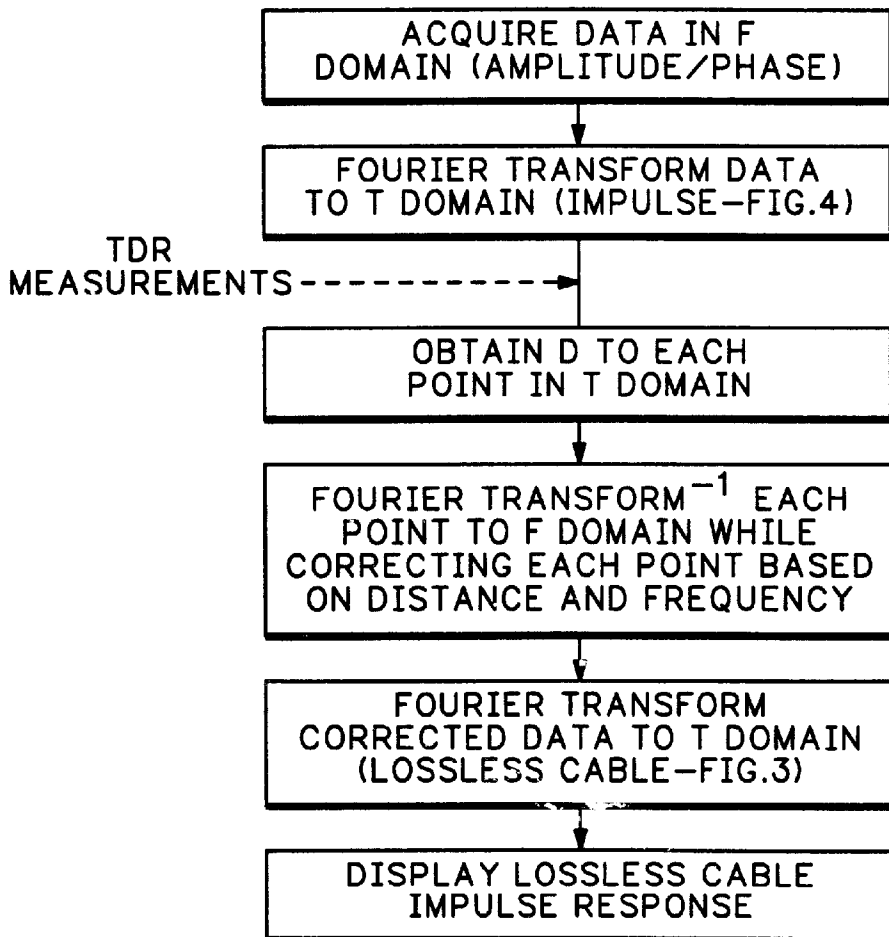 ACQUIRE DATA IN F
DOMAIN (AMPLITUDE/PHASE)
FOURIER TRANSFORM DATA
TO T DOMAIN (IMPULSE–FIG.4)
TDR
MEASUREMENTS
OBTAIN D TO EACH
POINT IN T DOMAIN
FOURIER TRANSFORM⁻¹ EACH
POINT TO F DOMAIN WHILE
CORRECTING EACH POINT BASED
ON DISTANCE AND FREQUENCY
FOURIER TRANSFORM
CORRECTED DATA TO T DOMAIN
(LOSSLESS CABLE–FIG.3)
DISPLAY LOSSLESS CABLE
IMPULSE RESPONSE